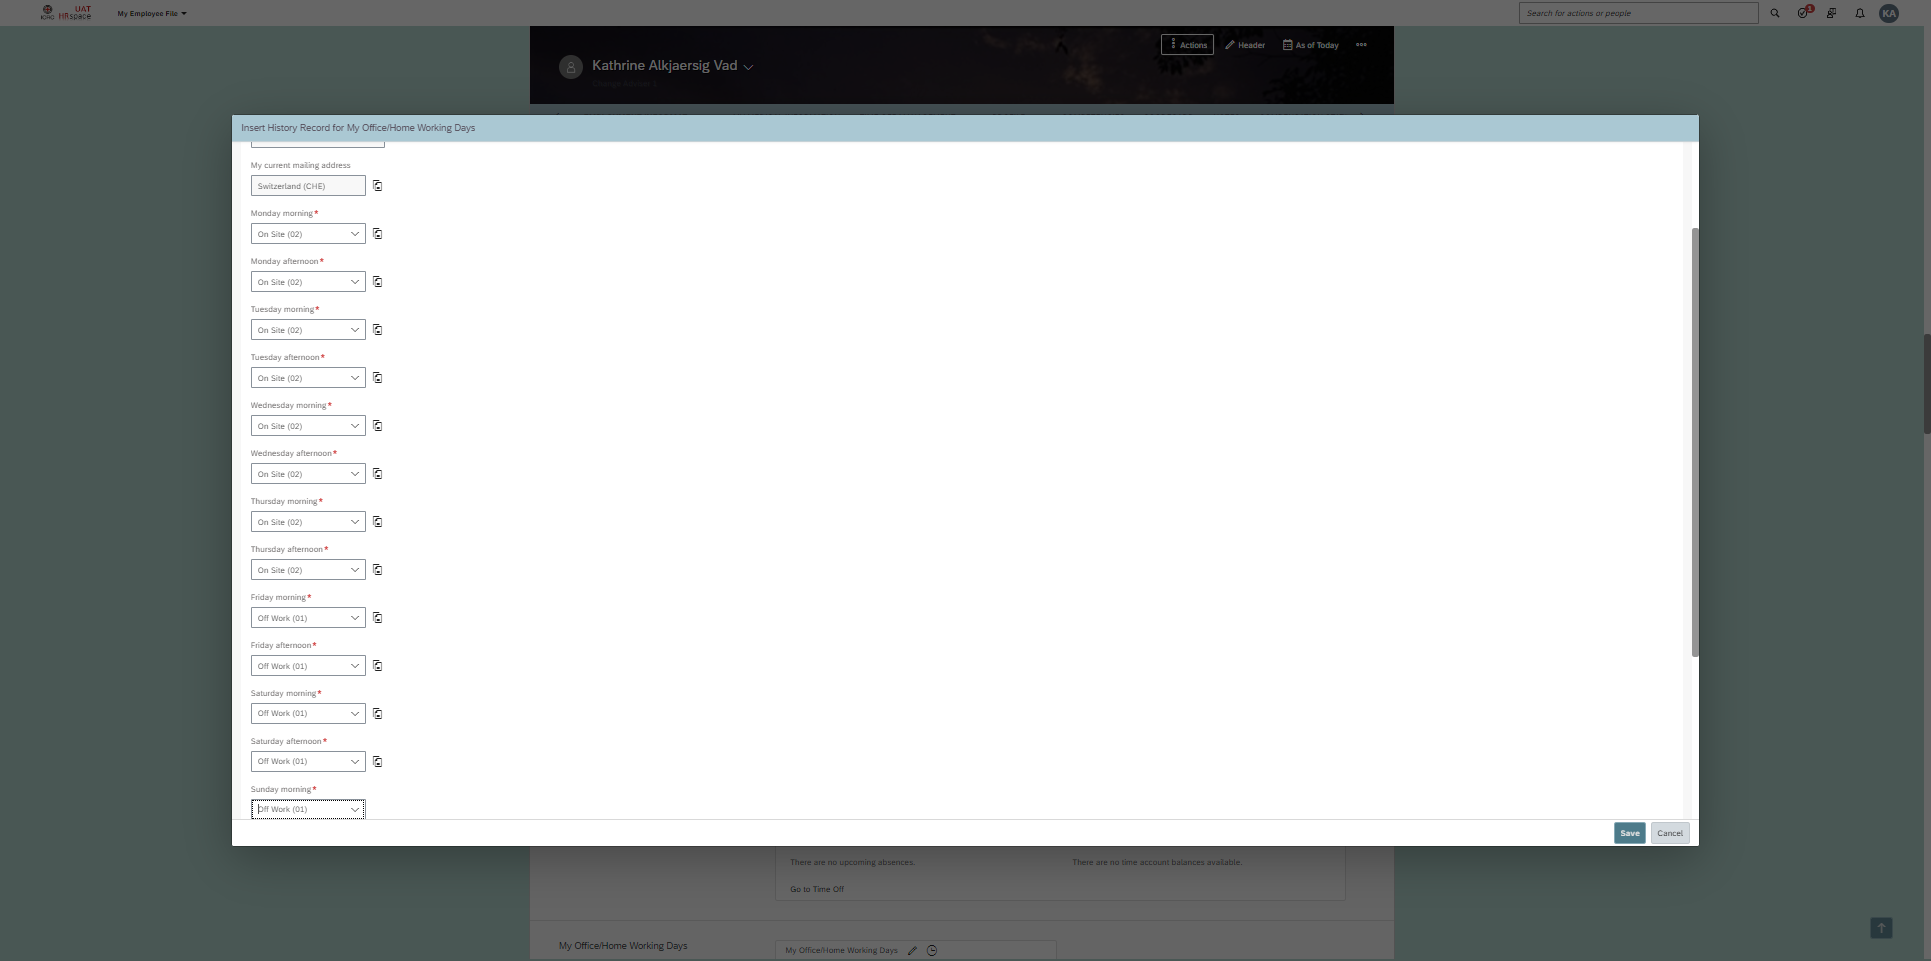 UAT
ICRC HRspace
My Employee File
Search for actions or people
1
KA
Actions
Header
As of Today
Kathrine Alkjaersig Vad
Insert History Record for My Office/Home Working Days
My current mailing address
Switzerland (CHE)
Monday morning*
On Site (02)
Monday afternoon*
On Site (02)
Tuesday morning*
On Site (02)
Tuesday afternoon*
On Site (02)
Wednesday morning*
On Site (02)
Wednesday afternoon*
On Site (02)
Thursday morning*
On Site (02)
Thursday afternoon*
On Site (02)
Friday morning*
Off Work (01)
Friday afternoon*
Off Work (01)
Saturday morning*
Off Work (01)
Saturday afternoon*
Off Work (01)
Sunday morning*
Off Work (01)
Save
Cancel
There are no upcoming absences.
There are no time account balances available.
Go to Time Off
My Office/Home Working Days
My Office/Home Working Days